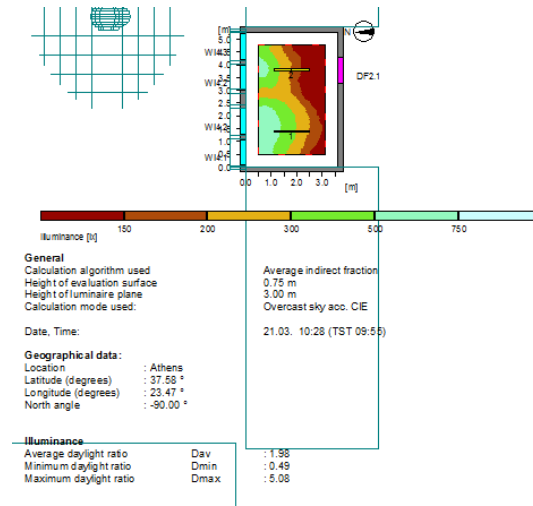 [m]
5.0
4.5
4.0
3.5
3.0
2.5
2.0
1.5
1.0
0.5
0.0
N
DF2.1
2
1
0.0 1.0 2.0 3.0
[m]
Illuminance [lx] 150 200 300 500 750
General
Calculation algorithm used Average indirect fraction
Height of evaluation surface 0.75 m
Height of luminaire plane 3.00 m
Calculation mode used: Overcast sky acc. CIE
Date, Time: 21.03. 10:28 (TST 09:55)
Geographical data:
Location : Athens
Latitude (degrees) : 37.58 °
Longitude (degrees) : 23.47 °
North angle : -90.00 °
Illuminance
Average daylight ratio Dav : 1.98
Minimum daylight ratio Dmin : 0.49
Maximum daylight ratio Dmax : 5.08